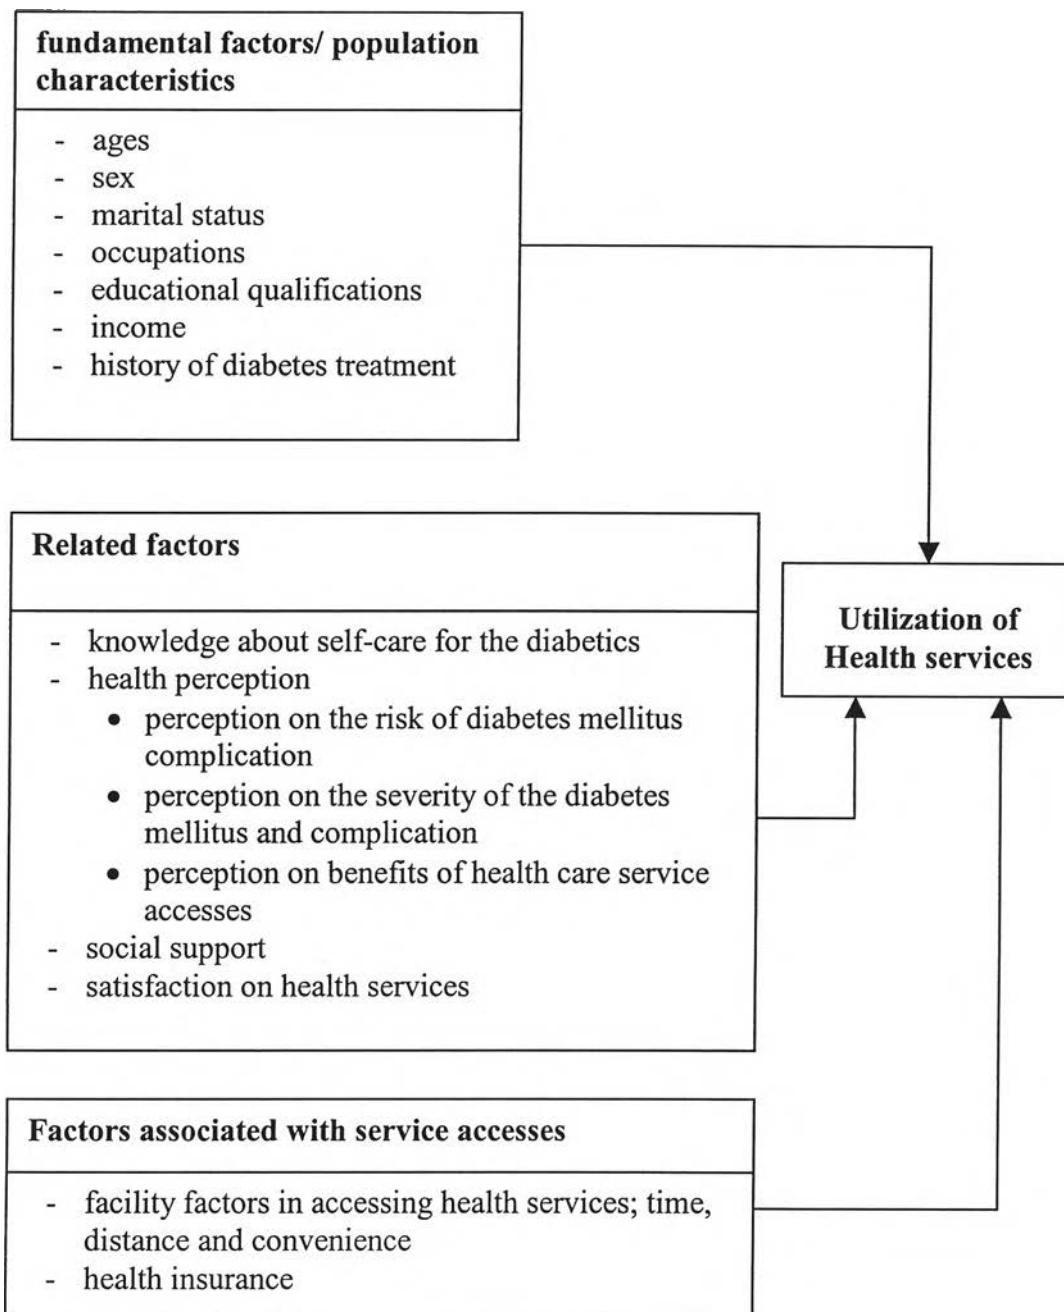 fundamental factors/ population
characteristics
- ages
- sex
- marital status
- occupations
- educational qualifications
- income
- history of diabetes treatment
Related factors
- knowledge about self-care for the diabetics
- health perception
• perception on the risk of diabetes mellitus
complication
• perception on the severity of the diabetes
mellitus and complication
• perception on benefits of health care service
accesses
- social support
- satisfaction on health services
Utilization of
Health services
Factors associated with service accesses
- facility factors in accessing health services; time,
distance and convenience
- health insurance